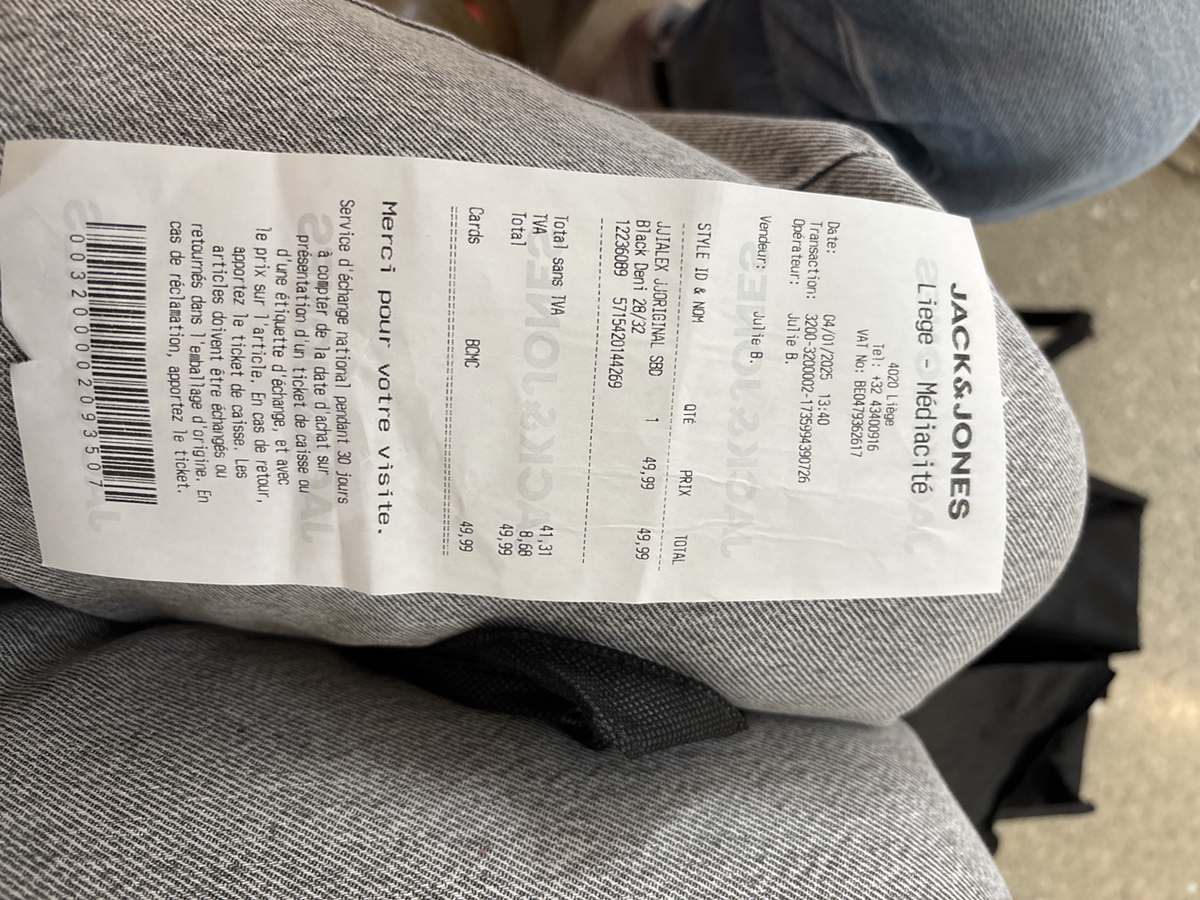 JACK&JONES
Liege - Médiacité
4020 Liége
Tel: +32 43400916
VAT No: BE0479362617
Date: 04/01/2025 13:40
Transaction: 3200-3200002-1735994390726
Opérateur: Julie B.
Vendeur: Julie B.
STYLE ID & NOM QTÉ PRIX TOTAL
JJIALEX JJORIGINAL SBD 1 49,99 49,99
Black Deni 28/32
12236089 5715420144269
Total sans TVA 41,31
TVA 8,68
Total 49,99
Cards BCMC 49,99
Merci pour votre visite.
Service d'échange national pendant 30 jours
à compter de la date d'achat sur
présentation d'un ticket de caisse ou
d'une étiquette d'échange, et avec
le prix sur l'article. En cas de retour,
apportez le ticket de caisse. Les
articles doivent être échangés ou
retournés dans l'emballage d'origine. En
cas de réclamation, apportez le ticket.
003200002093507